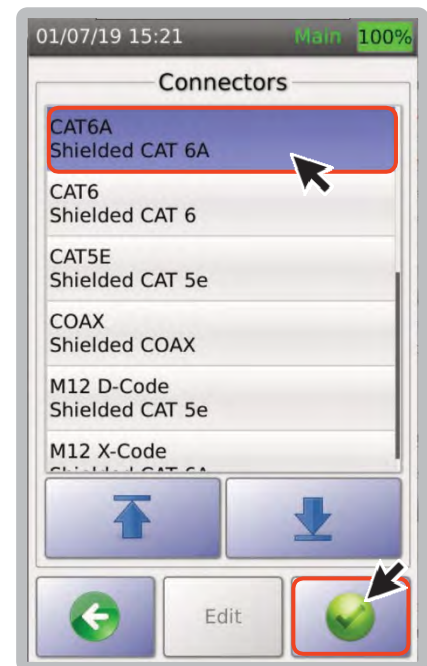 01/07/19 15:21 Main 100%
Connectors
CAT6A
Shielded CAT 6A
CAT6
Shielded CAT 6
CAT5E
Shielded CAT 5e
COAX
Shielded COAX
M12 D-Code
Shielded CAT 5e
M12 X-Code
Edit